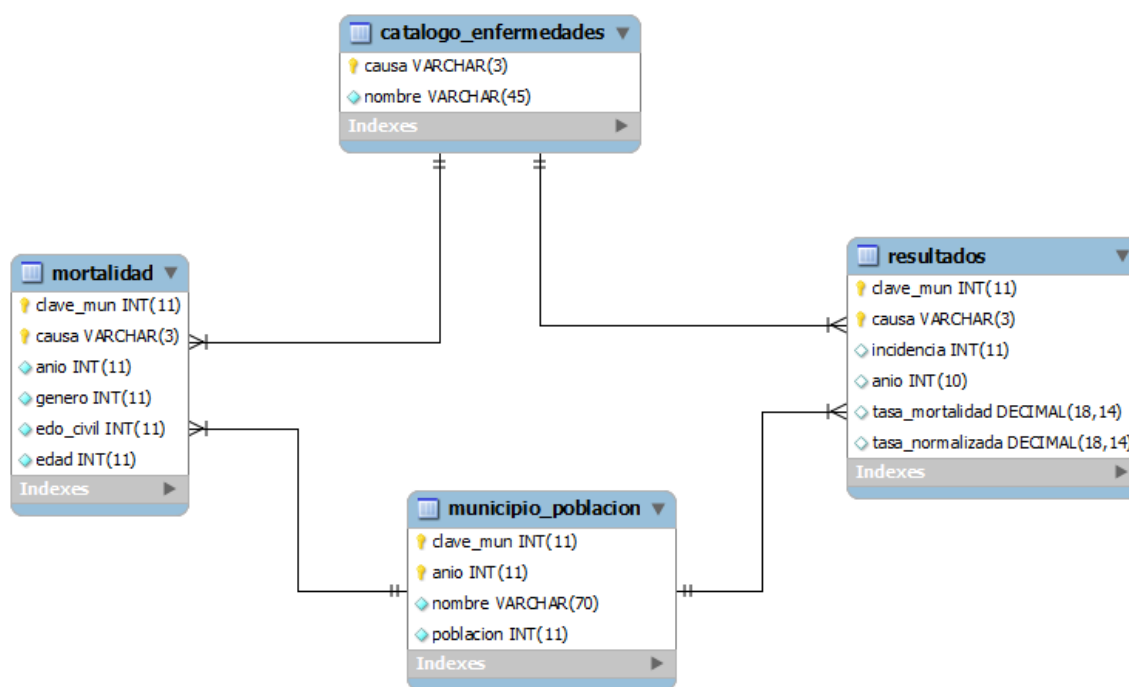 catalogo_enfermedades
causa VARCHAR(3)
nombre VARCHAR(45)
Indexes
mortalidad
clave_mun INT(11)
causa VARCHAR(3)
anio INT(11)
genero INT(11)
edo_civil INT(11)
edad INT(11)
Indexes
resultados
clave_mun INT(11)
causa VARCHAR(3)
incidencia INT(11)
anio INT(10)
tasa_mortalidad DECIMAL(18,14)
tasa_normalizada DECIMAL(18,14)
Indexes
municipio_poblacion
clave_mun INT(11)
anio INT(11)
nombre VARCHAR(70)
poblacion INT(11)
Indexes